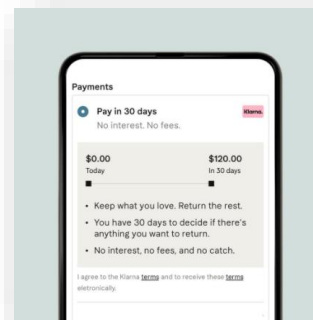 Payments
Pay in 30 days
Klarna.
No interest. No fees.
$0.00 $120.00
Today In 30 days
• Keep what you love. Return the rest.
• You have 30 days to decide if there's
anything you want to return.
• No interest, no fees, and no catch.
I agree to the Klarna terms and to receive these terms
eletronically.